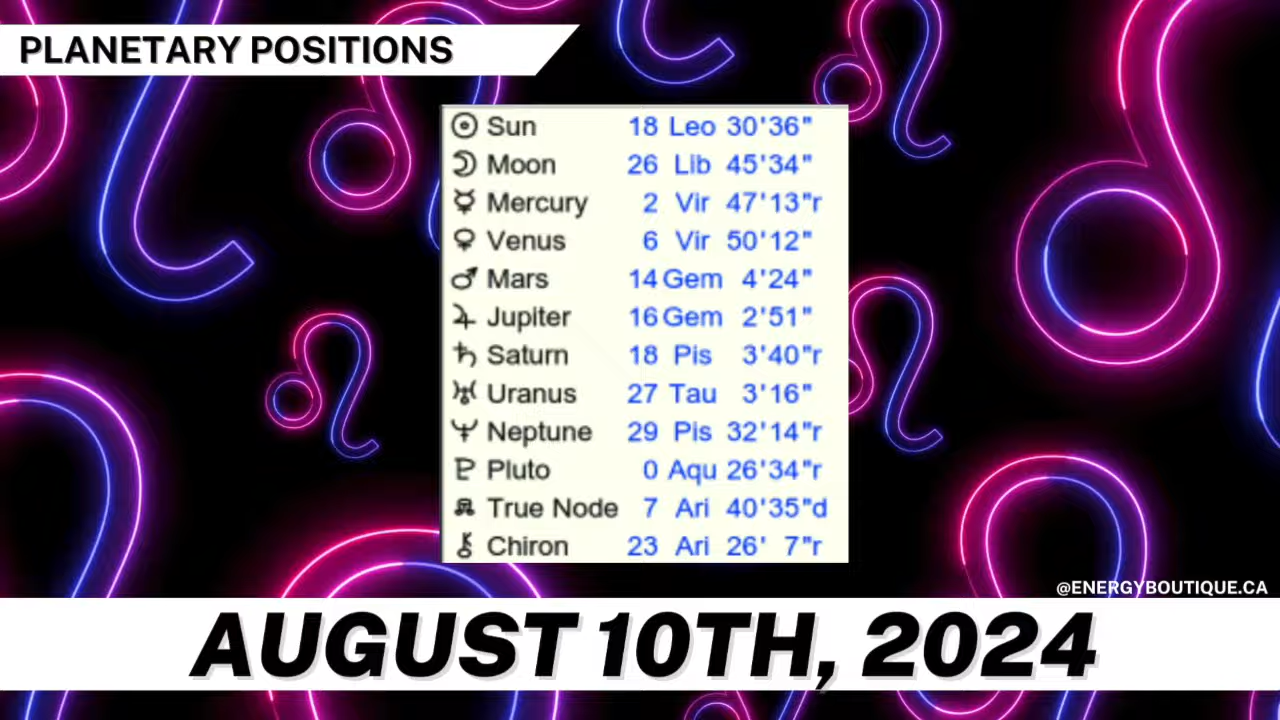 PLANETARY POSITIONS
☉ Sun 18 Leo 30'36"
☽ Moon 26 Lib 45'34"
☿ Mercury 2 Vir 47'13"r
♀ Venus 6 Vir 50'12"
♂ Mars 14 Gem 4'24"
♃ Jupiter 16 Gem 2'51"
♄ Saturn 18 Pis 3'40"r
♅ Uranus 27 Tau 3'16"
♆ Neptune 29 Pis 32'14"r
♇ Pluto 0 Aqu 26'34"r
☊ True Node 7 Ari 40'35"d
⚷ Chiron 23 Ari 26' 7"r
@ENERGYBOUTIQUE.CA
AUGUST 10TH, 2024